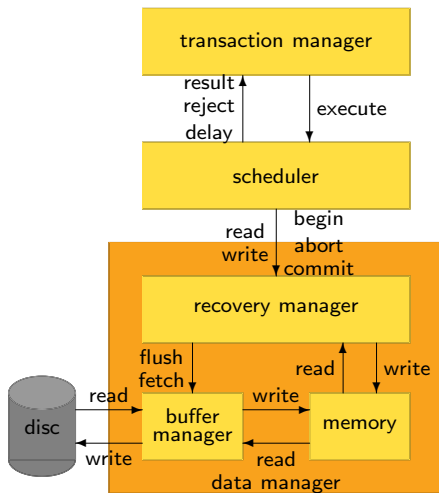 transaction manager
result
reject
delay
execute
scheduler
read
write
begin
abort
commit
recovery manager
flush
fetch
read
write
disc
read
write
buffer
manager
write
read
memory
data manager